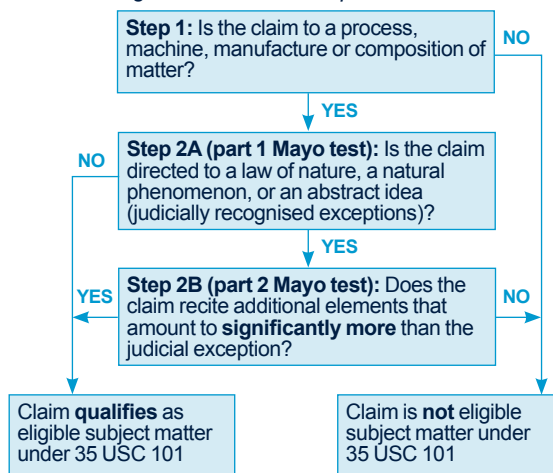 Step 1: Is the claim to a process,
machine, manufacture or composition of
matter?
NO
YES
NO
Step 2A (part 1 Mayo test): Is the claim
directed to a law of nature, a natural
phenomenon, or an abstract idea
(judicially recognised exceptions)?
YES
YES
Step 2B (part 2 Mayo test): Does the
claim recite additional elements that
amount to significantly more than the
judicial exception?
NO
Claim qualifies as
eligible subject matter
under 35 USC 101
Claim is not eligible
subject matter under
35 USC 101